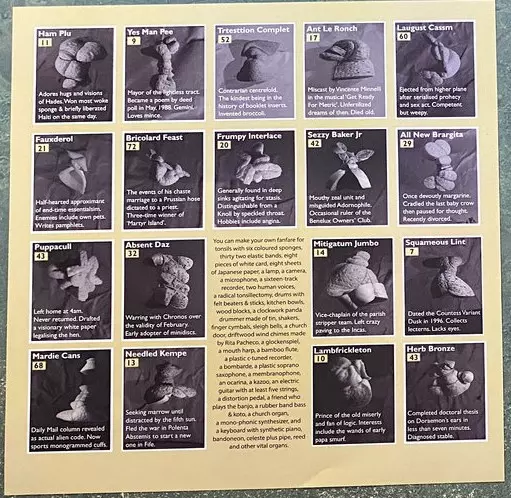 Ham Plu
11
Adores hugs and visions
of Hades. Won most woke
sponge & briefly liberated
Haiti on the same day.
Yes Man Pee
9
Mayor of the lightless tract.
Became a poem by deed
poll in May, 1988. Gemini.
Loves mince.
Trtesttion Complet
52
Contrarian centrefold.
The kindest being in the
history of booklet inserts.
Invented broccoli.
Ant Le Ronch
17
Miscast by Vincente Minnelli
in the musical 'Get Ready
For Metric'. Unfersilized
dreams of then. Died old.
Laugust Cassm
60
Ejected from higher plane
after serialised prophecy
and sex act. Competent
but weepy.
Fauxderol
21
Half-hearted approximant
of end-time essentialism.
Enemies include own pets.
Writes pamphlets.
Bricolard Feast
72
The events of his chaste
marriage to a Prussian hose
dictated to a priest.
Three-time winner of
'Martyr Island'.
Frumpy Interlace
20
Generally found in deep
sinks agitating for stasis.
Distinguishable from a
Knoll by speckled throat.
Hobbies include angina.
Sezzy Baker Jr
42
Mouthy zeal unit and
misguided Adornophile.
Occasional ruler of the
Benelux Owners' Club.
All New Brargita
29
Once devoutly margarine.
Cradled the last baby crow
then paused for thought.
Recently divorced.
Puppacull
43
Left home at 4am.
Never returned. Drafted
a visionary white paper
legalising the hen.
Absent Daz
32
Warring with Chronos over
the validity of February.
Early adopter of minidiscs.
You can make your own fanfare for
tonsils with six coloured sponges,
thirty two elastic bands, eight
pieces of white card, eight sheets
of Japanese paper, a lamp, a camera,
a microphone, a sixteen-track
recorder, two human voices,
a radical tonsillectomy, drums with
felt beaters & sticks, kitchen bowls,
wood blocks, a clockwork panda
drummer made of tin, shakers,
finger cymbals, sleigh bells, a church
door, driftwood wind chimes made
by Rita Pacheco, a glockenspiel,
a mouth harp, a bamboo flute,
a plastic c-tuned recorder,
a bombarde, a plastic soprano
saxophone, a membranophone,
an ocarina, a kazoo, an electric
guitar with at least five strings,
a distortion pedal, a friend who
plays the banjo, a rubber band bass
& koto, a church organ,
a mono-phonic synthesizer, and
a keyboard with synthetic piano,
bandoneon, celeste plus pipe, reed
and other vital organs.
Mitigatum Jumbo
14
Vice-chaplain of the parish
stripper team. Left crazy
paving to the Incas.
Squameous Lint
7
Dated the Countess Variant
Dusk in 1996. Collects
lecterns. Lacks eyes.
Mardie Cans
68
Daily Mail column revealed
as actual alien code. Now
sports monogrammed cuffs.
Needled Kempe
13
Seeking marrow until
distracted by the fifth sun.
Fled the war in Polenta
Abstemis to start a new
one in Fife.
Lambfrickleton
10
Prince of the old miserly
and fan of logic. Interests
include the wands of early
papa smurf.
Herb Bronze
43
Completed doctoral thesis
on Doraemon's ears in
less than seven minutes.
Diagnosed stable.